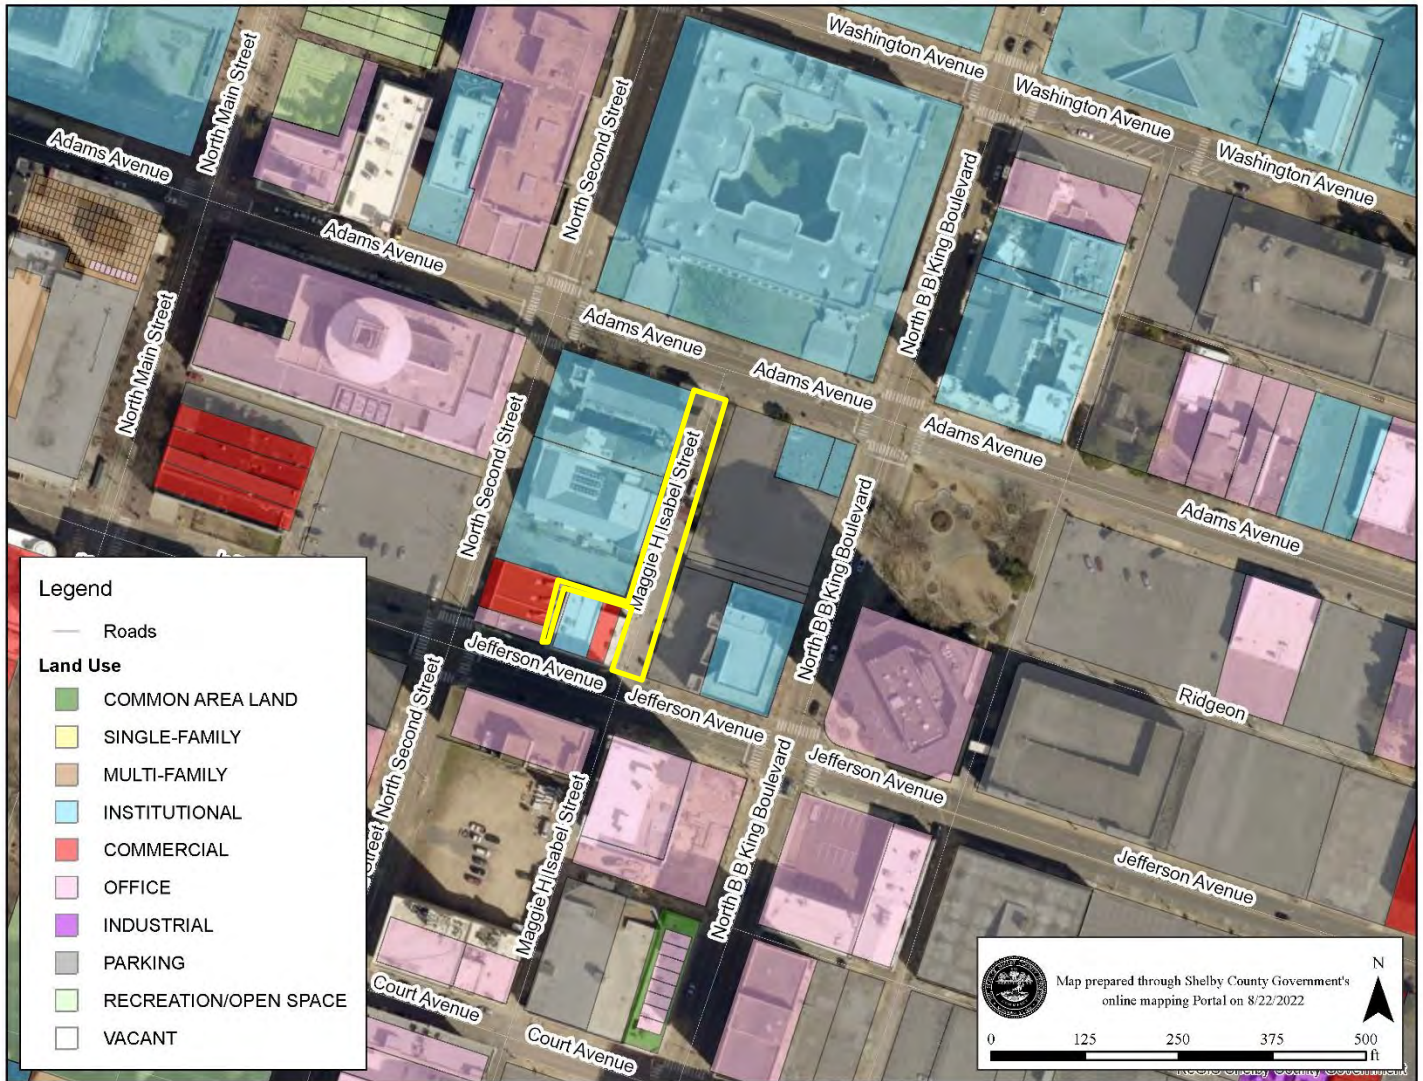 Washington Avenue
Washington Avenue
Washington Avenue
North Main Street
North Second Street
Adams Avenue
Adams Avenue
North B B King Boulevard
Adams Avenue
Adams Avenue
Adams Avenue
Adams Avenue
North Main Street
North Second Street
Maggie H Isabel Street
North B B King Boulevard
Jefferson Avenue
Jefferson Avenue
Jefferson Avenue
Jefferson Avenue
Ridgeon
North Second Street
Street
Maggie H Isabel Street
North B B King Boulevard
Court Avenue
Court Avenue
Legend
Roads
Land Use
COMMON AREA LAND
SINGLE-FAMILY
MULTI-FAMILY
INSTITUTIONAL
COMMERCIAL
OFFICE
INDUSTRIAL
PARKING
RECREATION/OPEN SPACE
VACANT
Map prepared through Shelby County Government's
online mapping Portal on 8/22/2022
N
0 125 250 375 500
ft